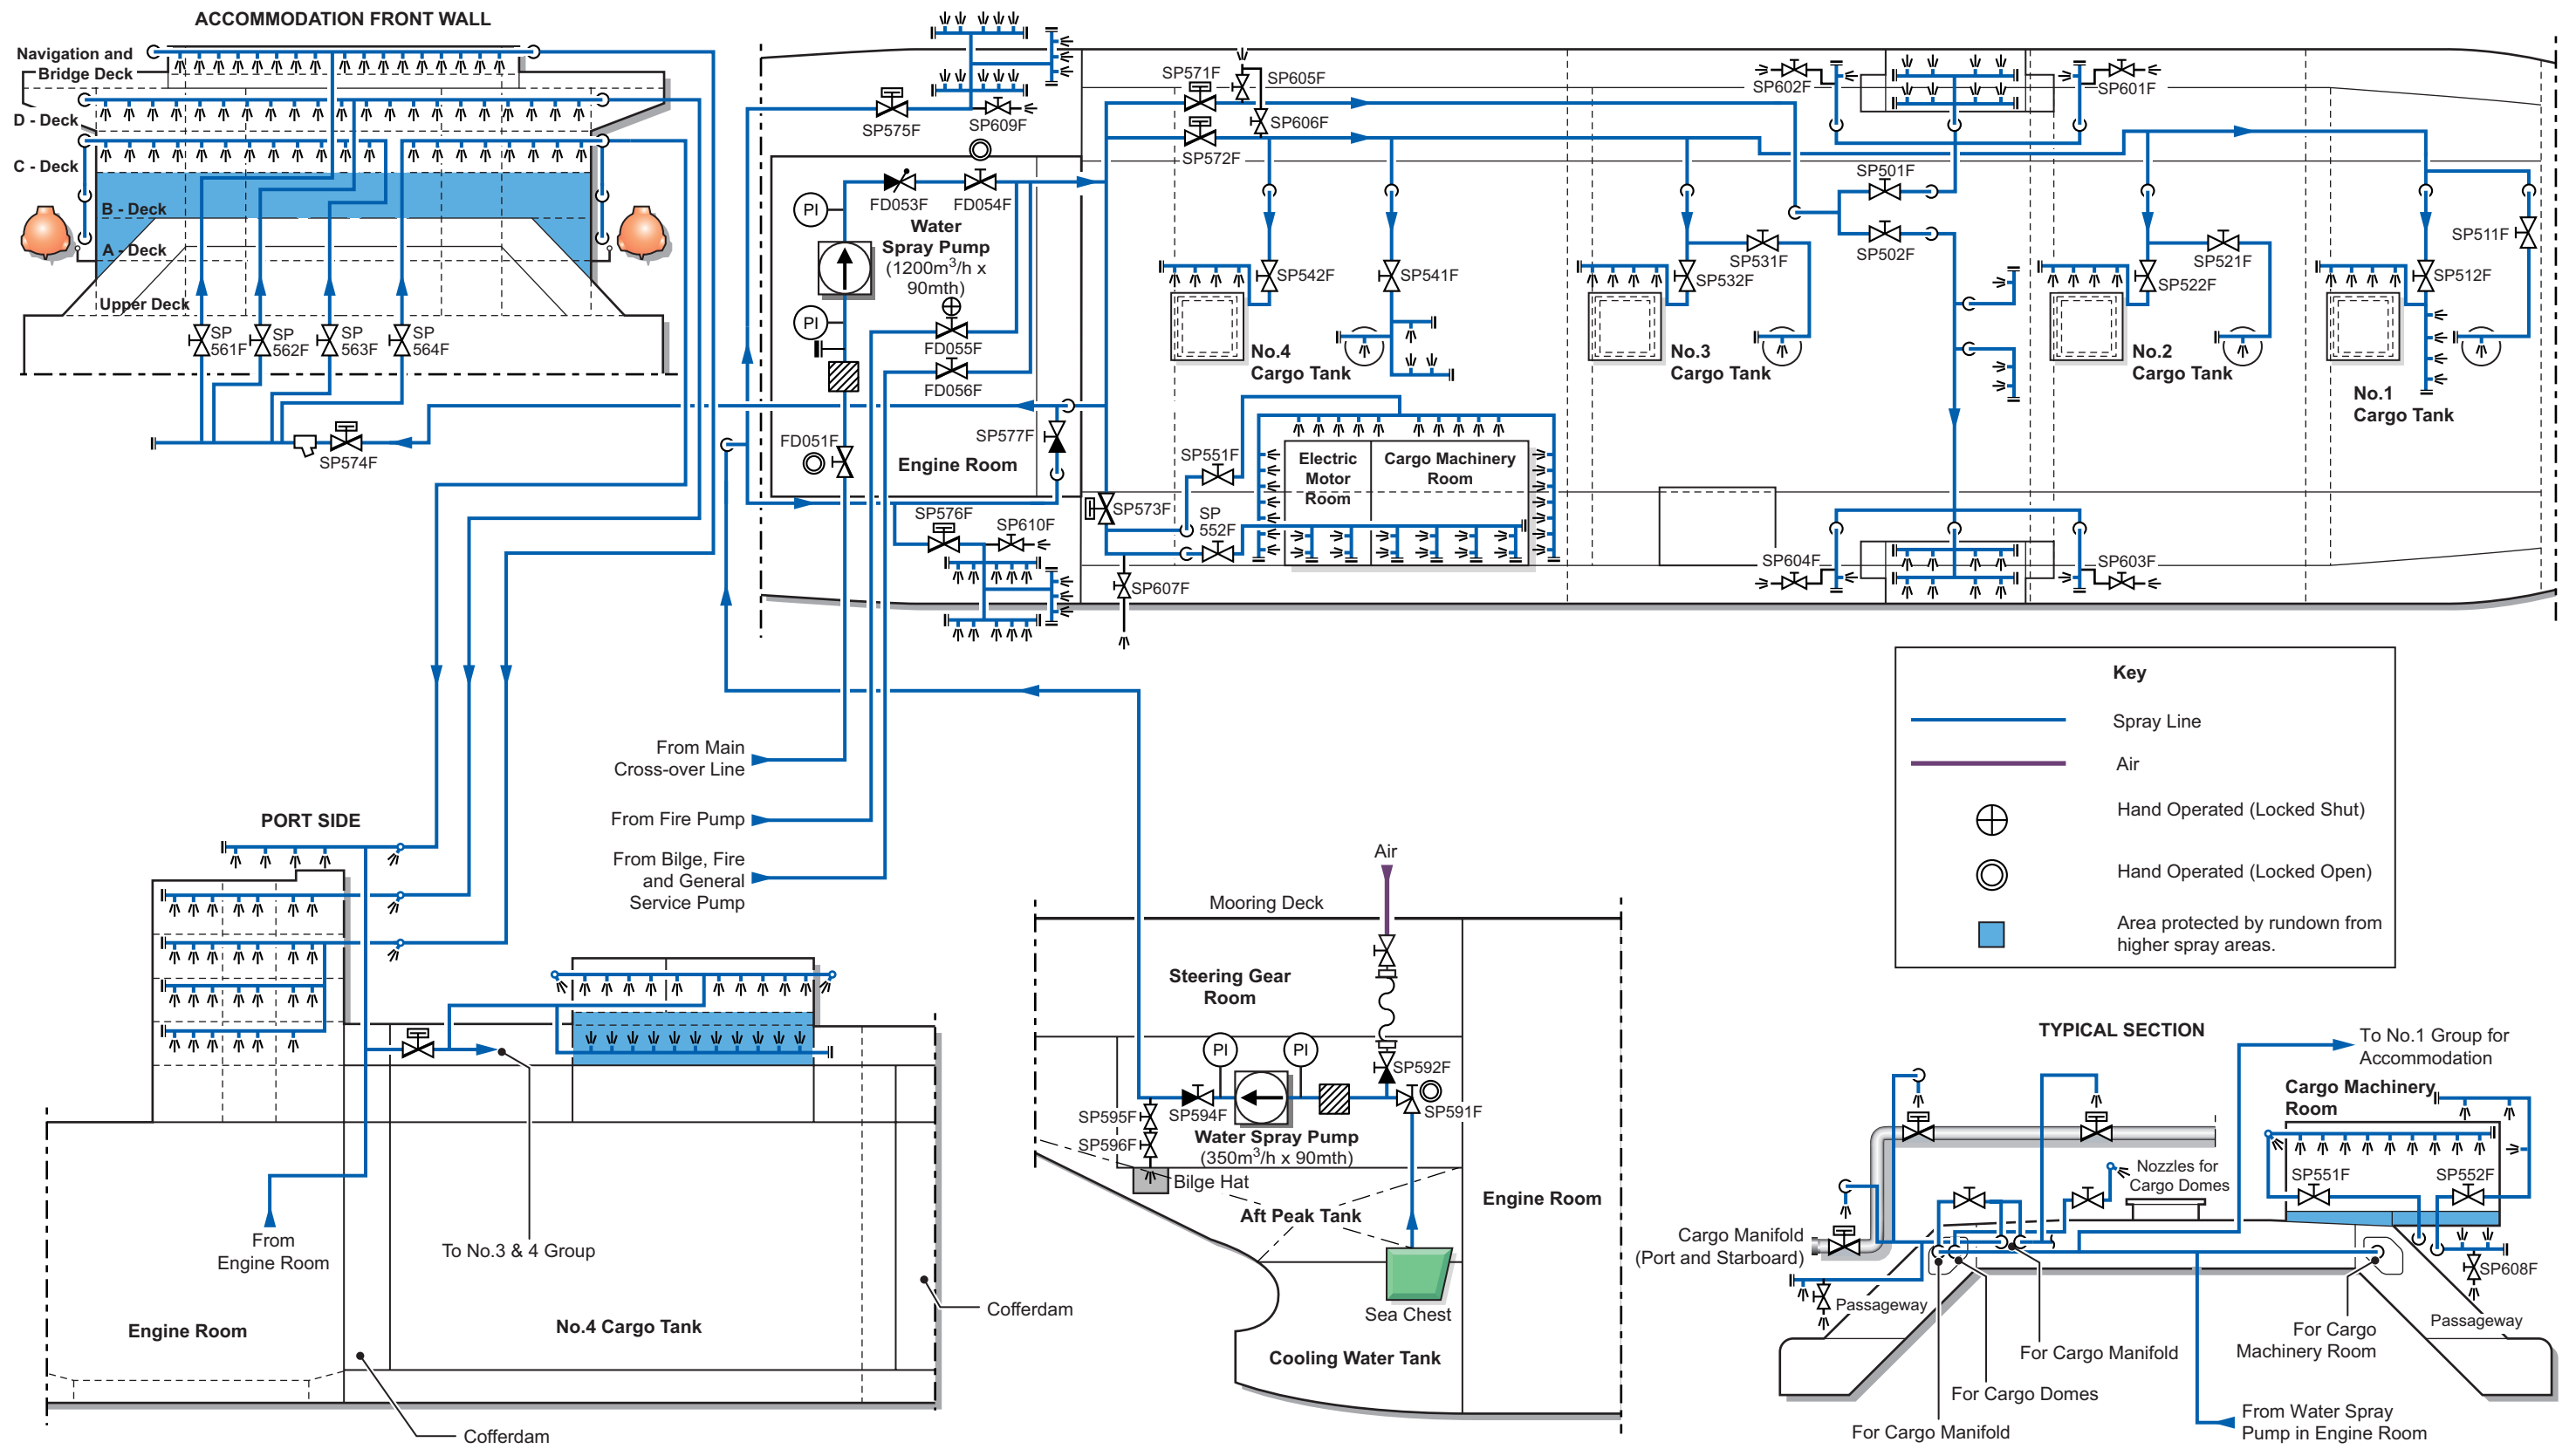 ACCOMMODATION FRONT WALL
Navigation and
Bridge Deck
D - Deck
C - Deck
B - Deck
A - Deck
Upper Deck
SP
561F
SP
562F
SP
563F
SP
564F
SP574F
SP575F
SP609F
PI
FD053F
FD054F
Water
Spray Pump
(1200m³/h x
90mth)
PI
FD055F
FD056F
FD051F
SP577F
Engine Room
SP576F
SP610F
SP571F
SP605F
SP606F
SP572F
SP602F
SP601F
SP501F
SP502F
SP511F
SP542F
SP541F
SP531F
SP532F
SP521F
SP522F
SP512F
No.4
Cargo Tank
No.3
Cargo Tank
No.2
Cargo Tank
No.1
Cargo Tank
SP551F
Electric
Motor
Room
Cargo Machinery
Room
SP573F
SP
552F
SP607F
SP604F
SP603F
Key
Spray Line
Air
Hand Operated (Locked Shut)
Hand Operated (Locked Open)
Area protected by rundown from
higher spray areas.
From Main
Cross-over Line
From Fire Pump
From Bilge, Fire
and General
Service Pump
PORT SIDE
From
Engine Room
To No.3 & 4 Group
Engine Room
No.4 Cargo Tank
Cofferdam
Cofferdam
Air
Mooring Deck
Steering Gear
Room
PI
PI
SP592F
SP595F
SP594F
SP591F
SP596F
Water Spray Pump
(350m³/h x 90mth)
Bilge Hat
Aft Peak Tank
Engine Room
Sea Chest
Cooling Water Tank
TYPICAL SECTION
To No.1 Group for
Accommodation
Cargo Machinery
Room
Nozzles for
Cargo Domes
SP551F
SP552F
Cargo Manifold
(Port and Starboard)
SP608F
Passageway
Passageway
For Cargo
Machinery Room
For Cargo Manifold
For Cargo Domes
For Cargo Manifold
From Water Spray
Pump in Engine Room